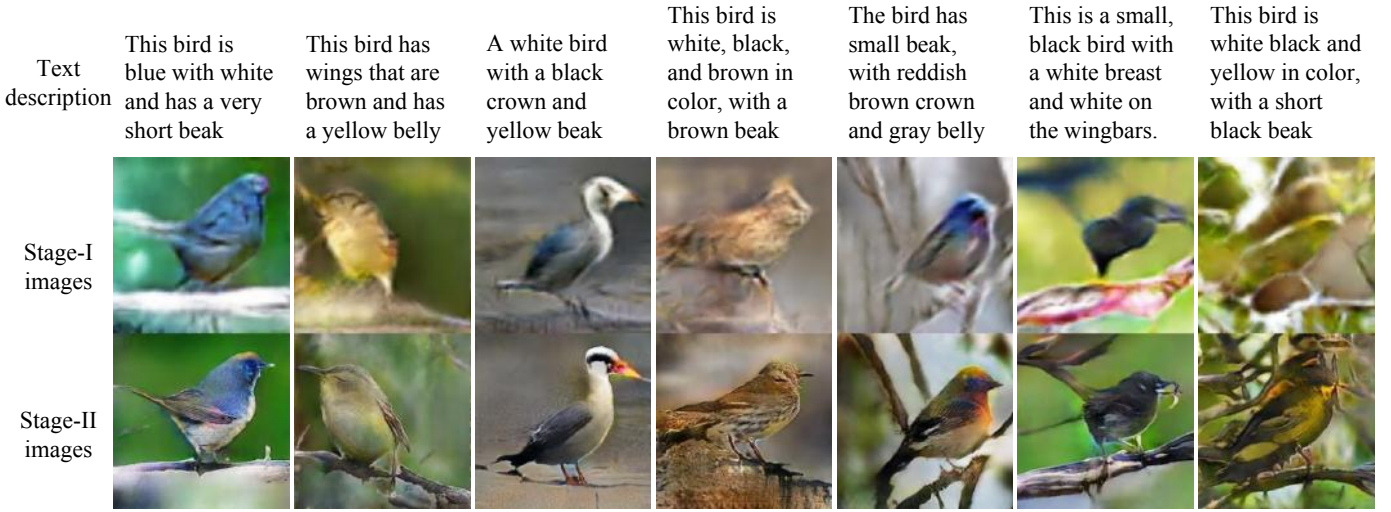 Text
description
This bird is
blue with white
and has a very
short beak
This bird has
wings that are
brown and has
a yellow belly
A white bird
with a black
crown and
yellow beak
This bird is
white, black,
and brown in
color, with a
brown beak
The bird has
small beak,
with reddish
brown crown
and gray belly
This is a small,
black bird with
a white breast
and white on
the wingbars.
This bird is
white black and
yellow in color,
with a short
black beak
Stage-I
images
Stage-II
images